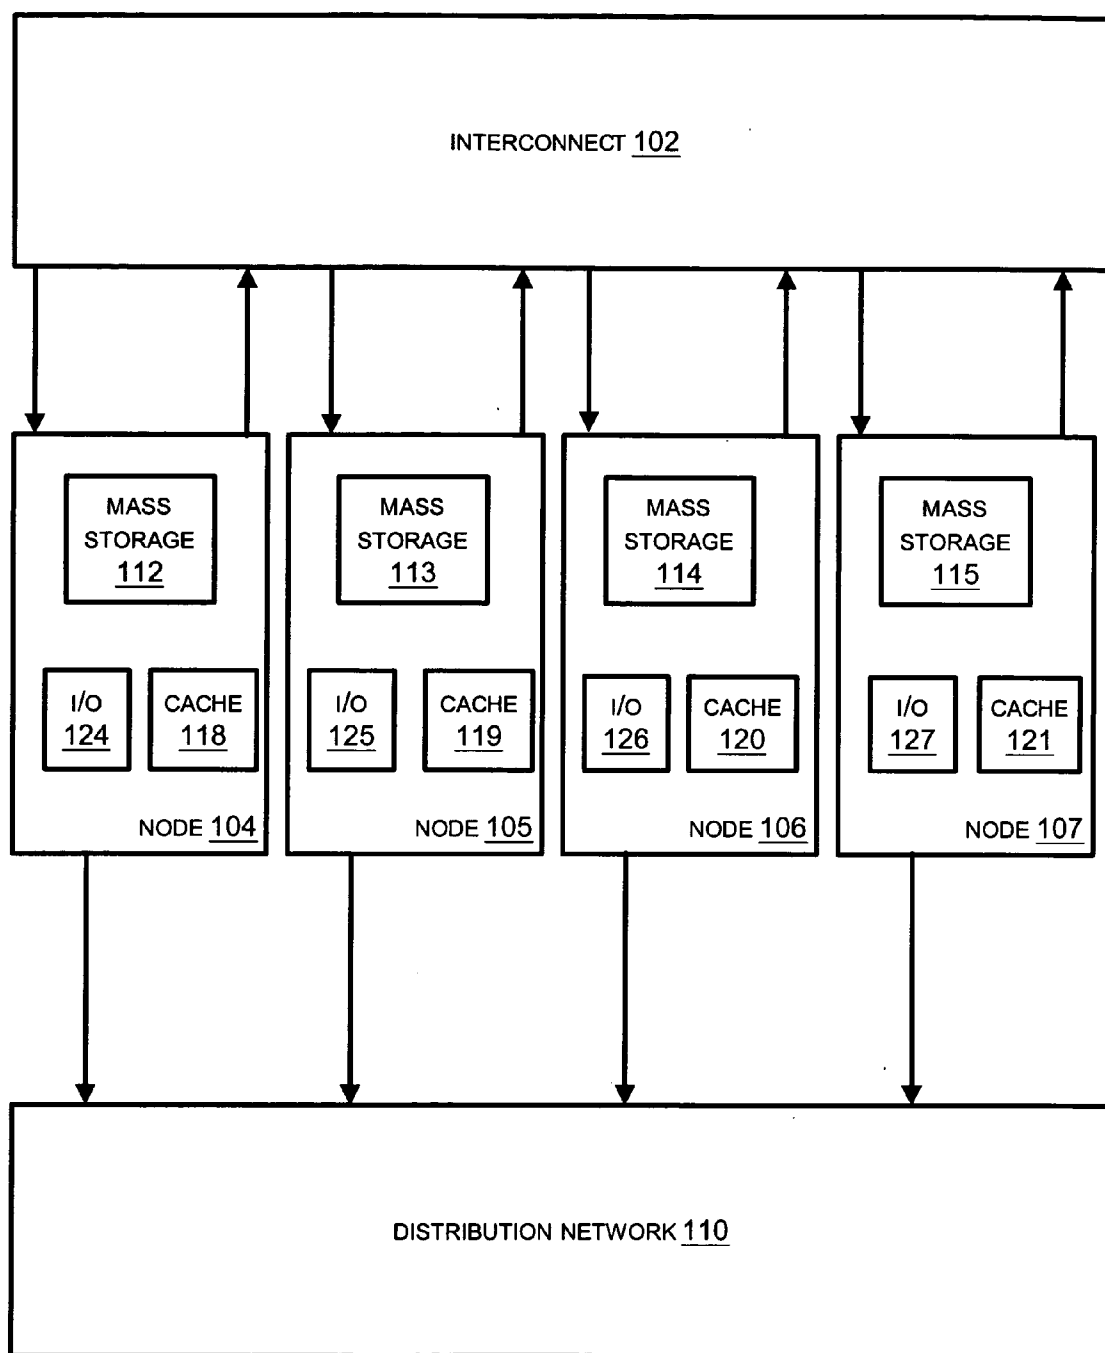 INTERCONNECT 102
MASS
STORAGE
112
I/O
124
CACHE
118
NODE 104
MASS
STORAGE
113
I/O
125
CACHE
119
NODE 105
MASS
STORAGE
114
I/O
126
CACHE
120
NODE 106
MASS
STORAGE
115
I/O
127
CACHE
121
NODE 107
DISTRIBUTION NETWORK 110